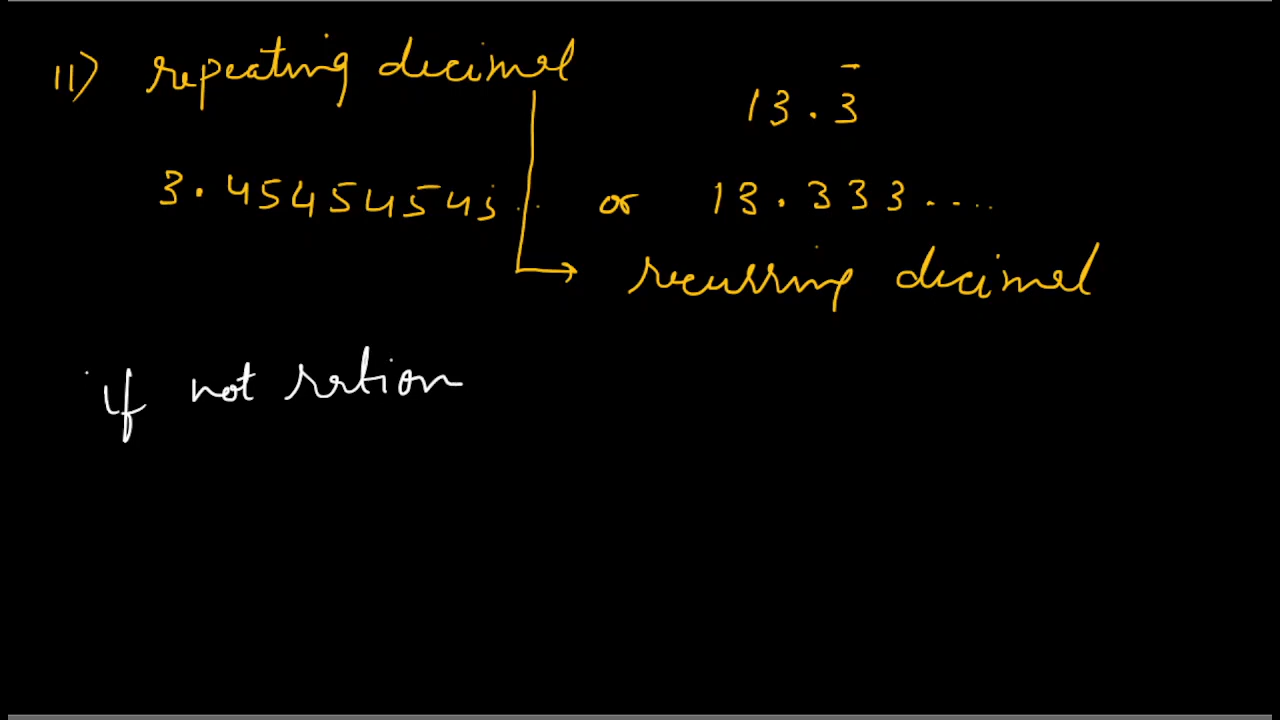 11) repeating decimal
13.3̅
3.45454545... or 13.333....
recurring decimal
if not ration